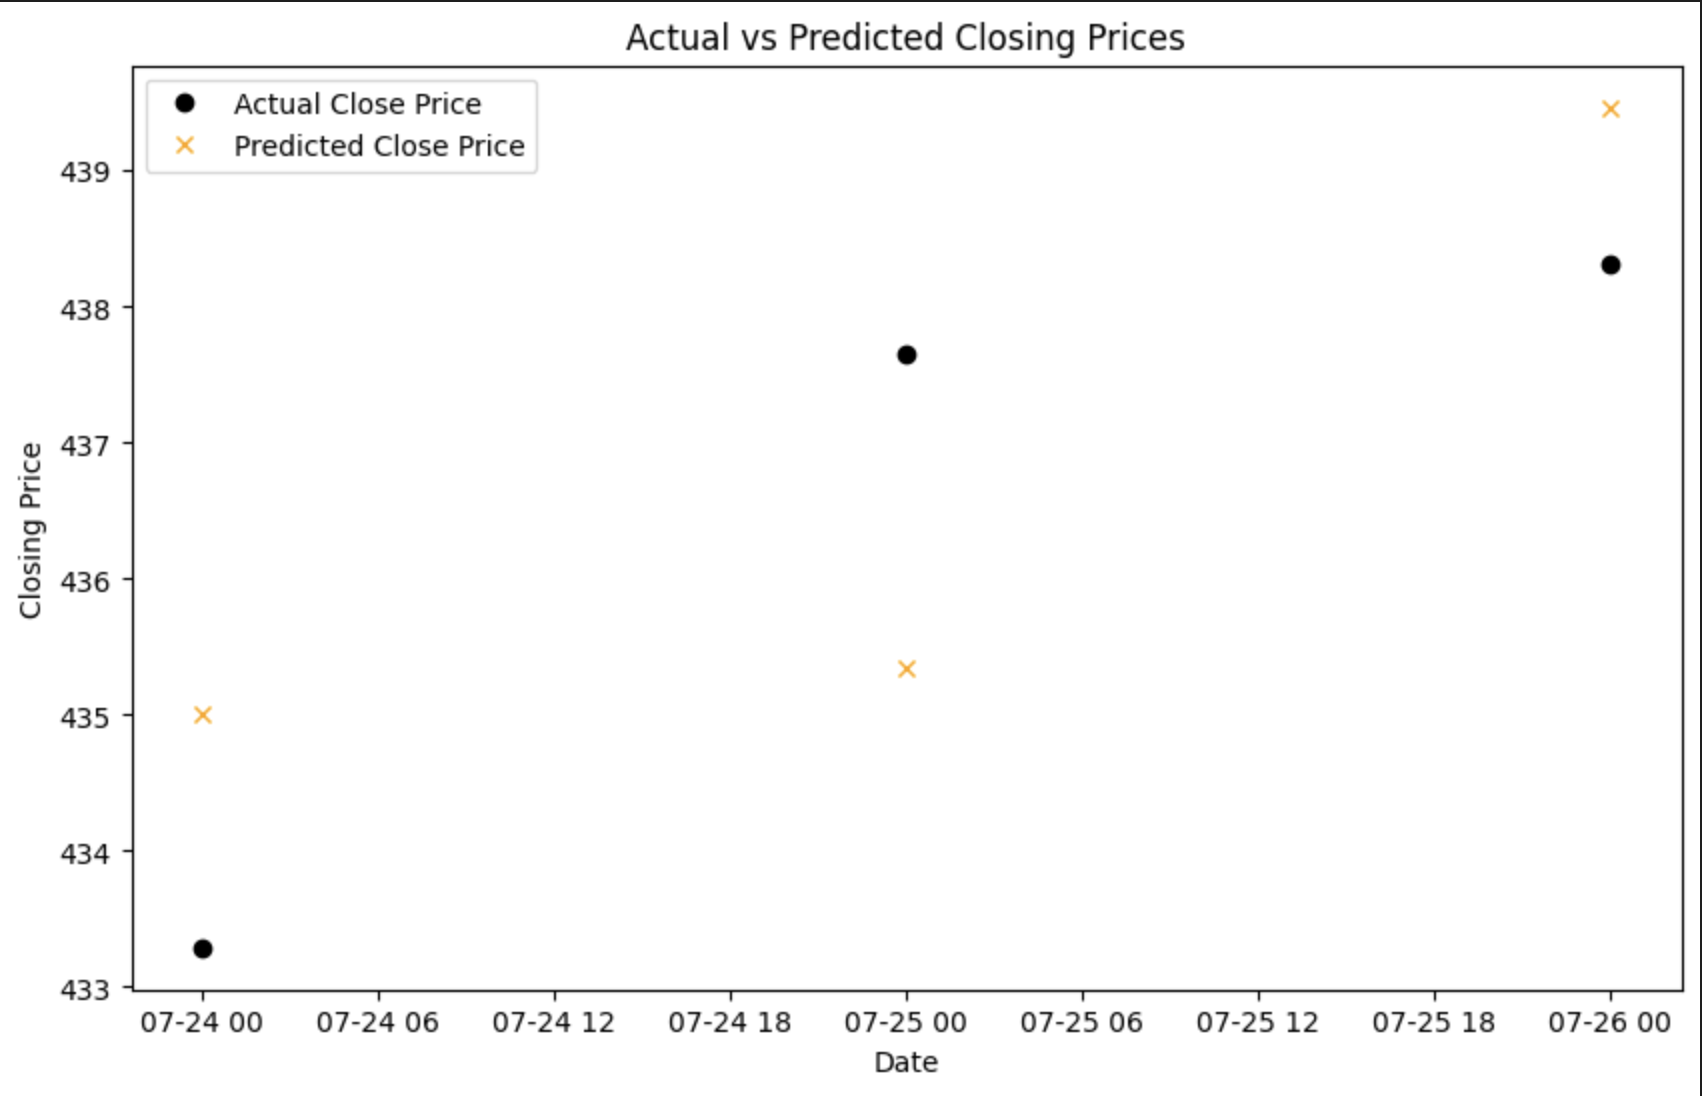 Actual vs Predicted Closing Prices
Actual Close Price
Predicted Close Price
439
438
437
436
435
434
433
Closing Price
07-24 00 07-24 06 07-24 12 07-24 18 07-25 00 07-25 06 07-25 12 07-25 18 07-26 00
Date